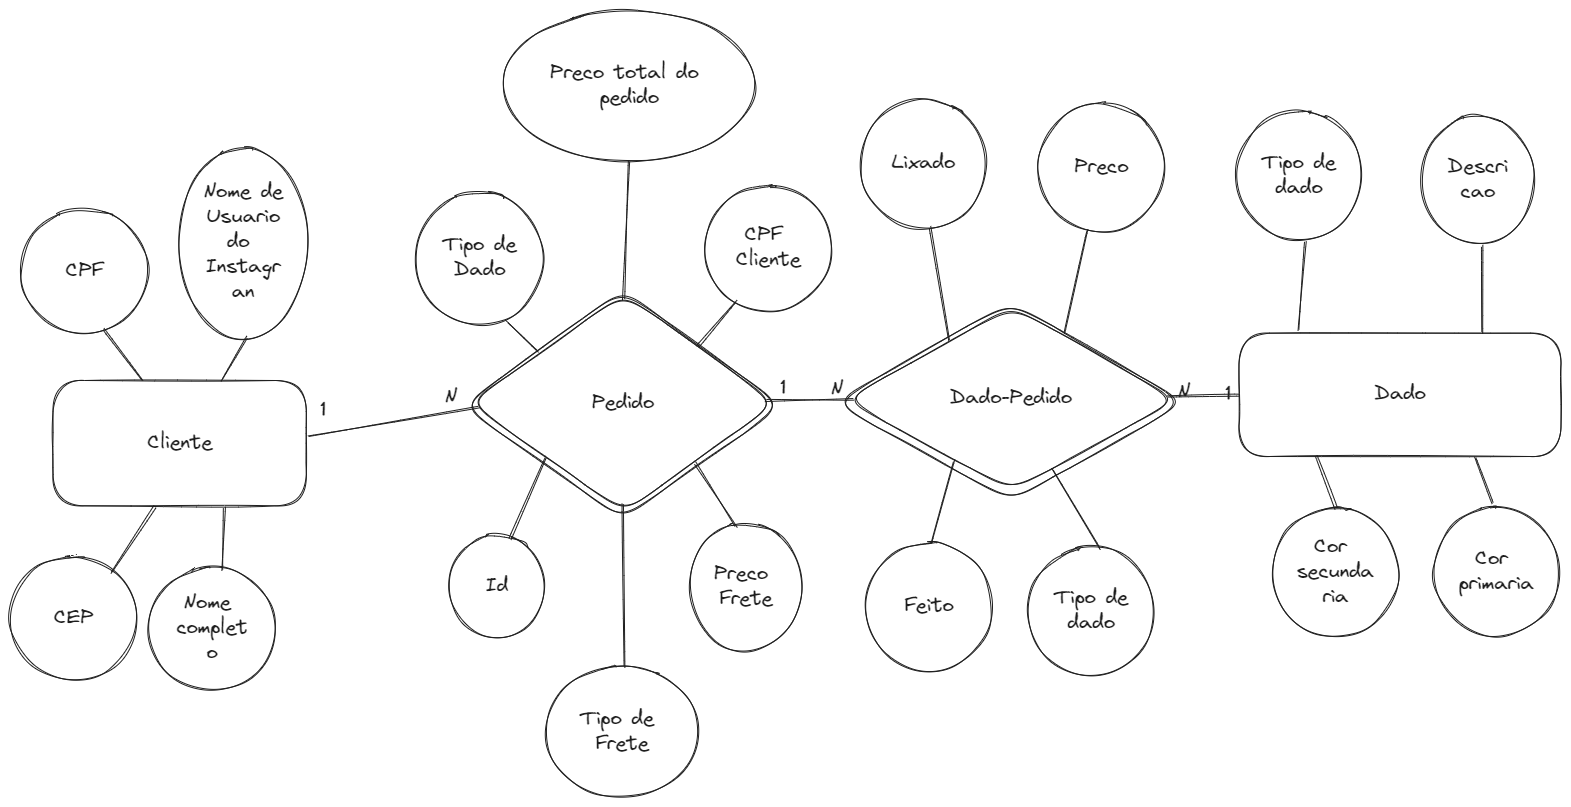 Preco total do
pedido
Nome de
Usuario
do
Instagr
an
CPF
Tipo de
Dado
CPF
Cliente
Lixado
Preco
Tipo de
dado
Descri
cao
Cliente
1
N
Pedido
1
N
Dado-Pedido
N
1
Dado
CEP
Nome
complet
o
Id
Preco
Frete
Tipo de
Frete
Feito
Tipo de
dado
Cor
secunda
ria
Cor
primaria